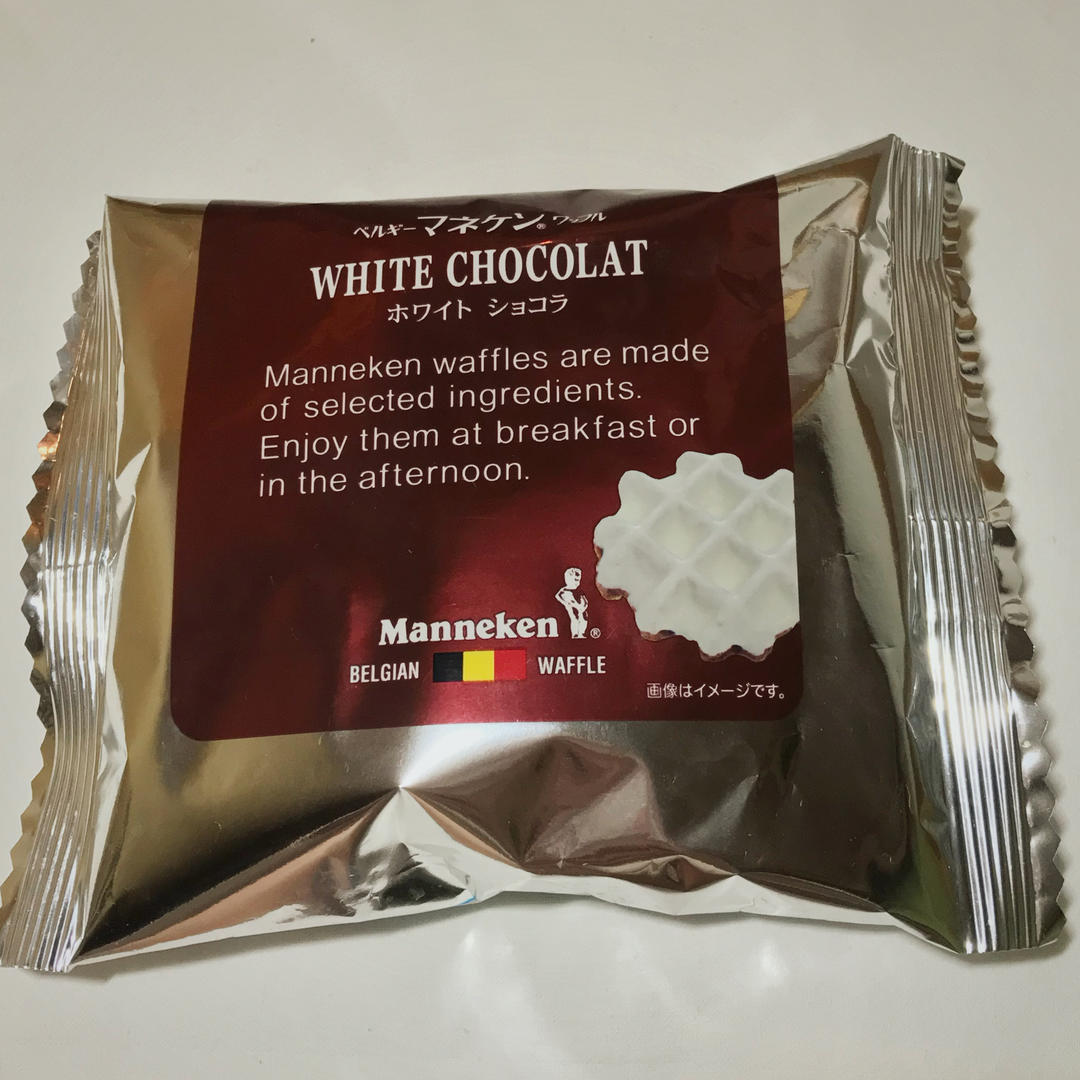 ベルギーマネケン®ワッフル
WHITE CHOCOLAT
ホワイト ショコラ
Manneken waffles are made
of selected ingredients.
Enjoy them at breakfast or
in the afternoon.
Manneken®
BELGIAN WAFFLE
画像はイメージです。